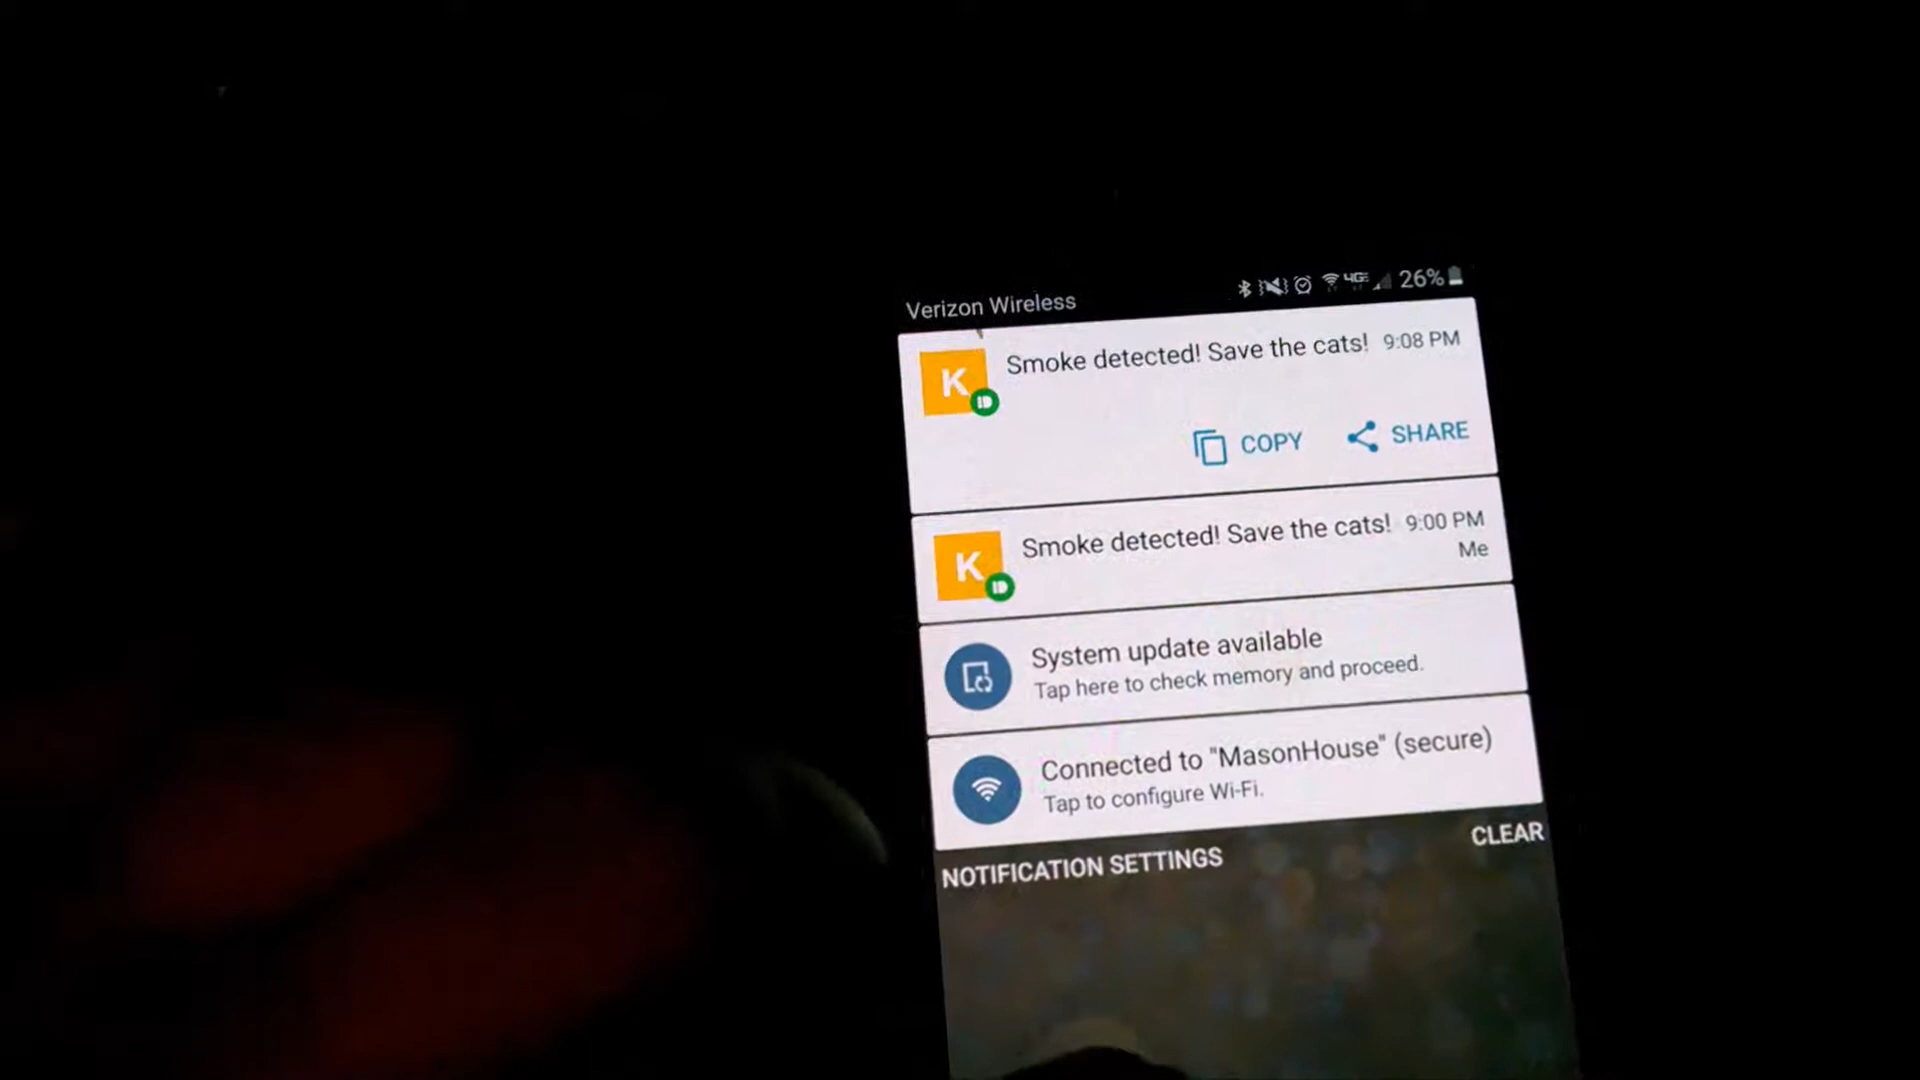 Verizon Wireless 4GE 26%
K Smoke detected! Save the cats! 9:08 PM
COPY SHARE
K Smoke detected! Save the cats! 9:00 PM
Me
System update available
Tap here to check memory and proceed.
Connected to "MasonHouse" (secure)
Tap to configure Wi-Fi.
NOTIFICATION SETTINGS CLEAR